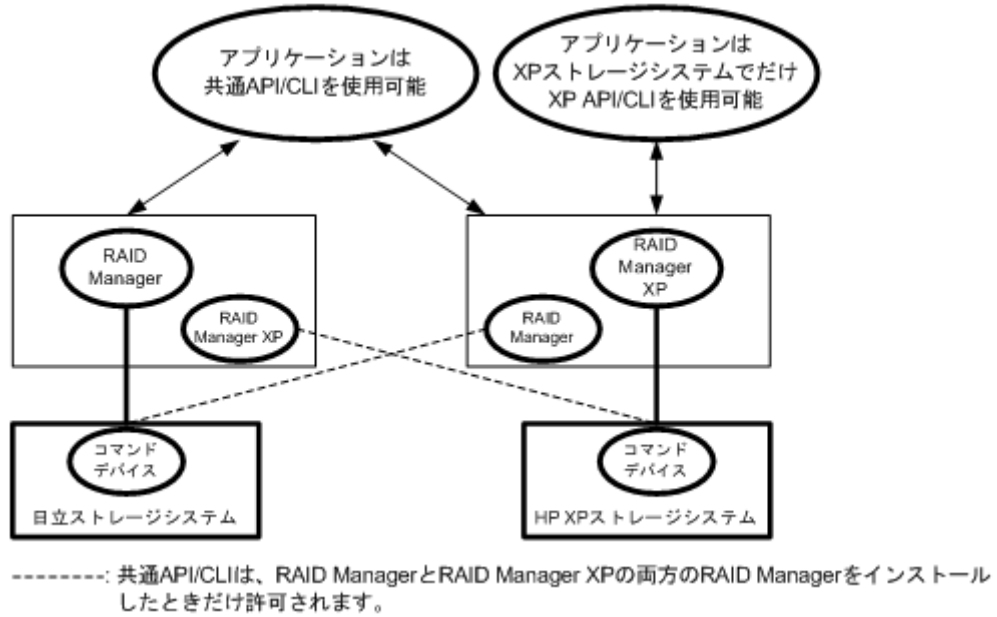 アプリケーションは
共通API/CLIを使用可能
アプリケーションは
XPストレージシステムでだけ
XP API/CLIを使用可能
RAID
Manager
RAID
Manager XP
RAID
Manager
XP
RAID
Manager
コマンド
デバイス
日立ストレージシステム
コマンド
デバイス
HP XPストレージシステム
---------: 共通API/CLIは、RAID ManagerとRAID Manager XPの両方のRAID Managerをインストール
したときだけ許可されます。